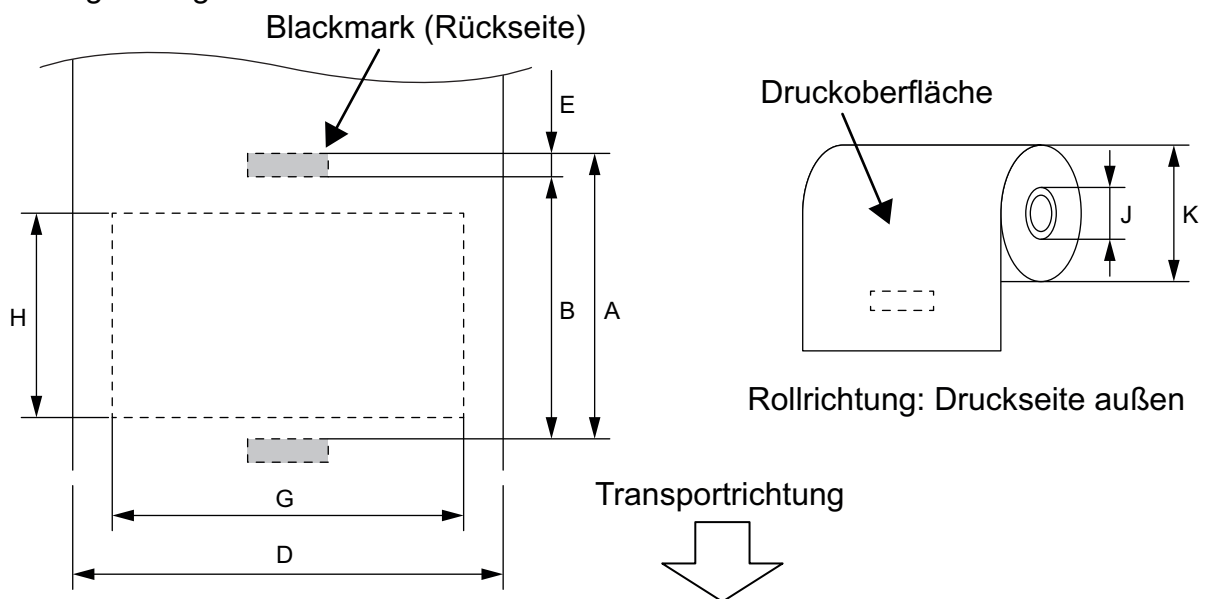 Blackmark (Rückseite)
E
Druckoberfläche
J
K
H
B
A
Rollrichtung: Druckseite außen
G
Transportrichtung
D